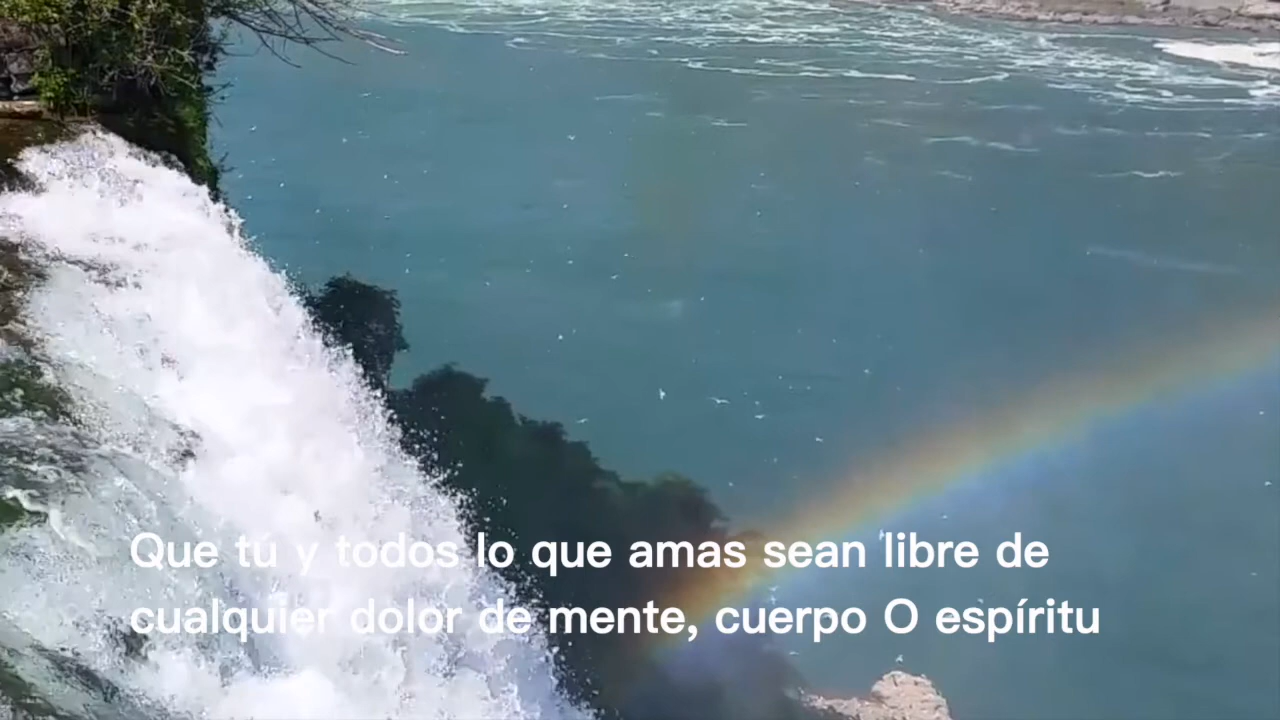 Que tú y todos lo que amas sean libre de
cualquier dolor de mente, cuerpo O espíritu